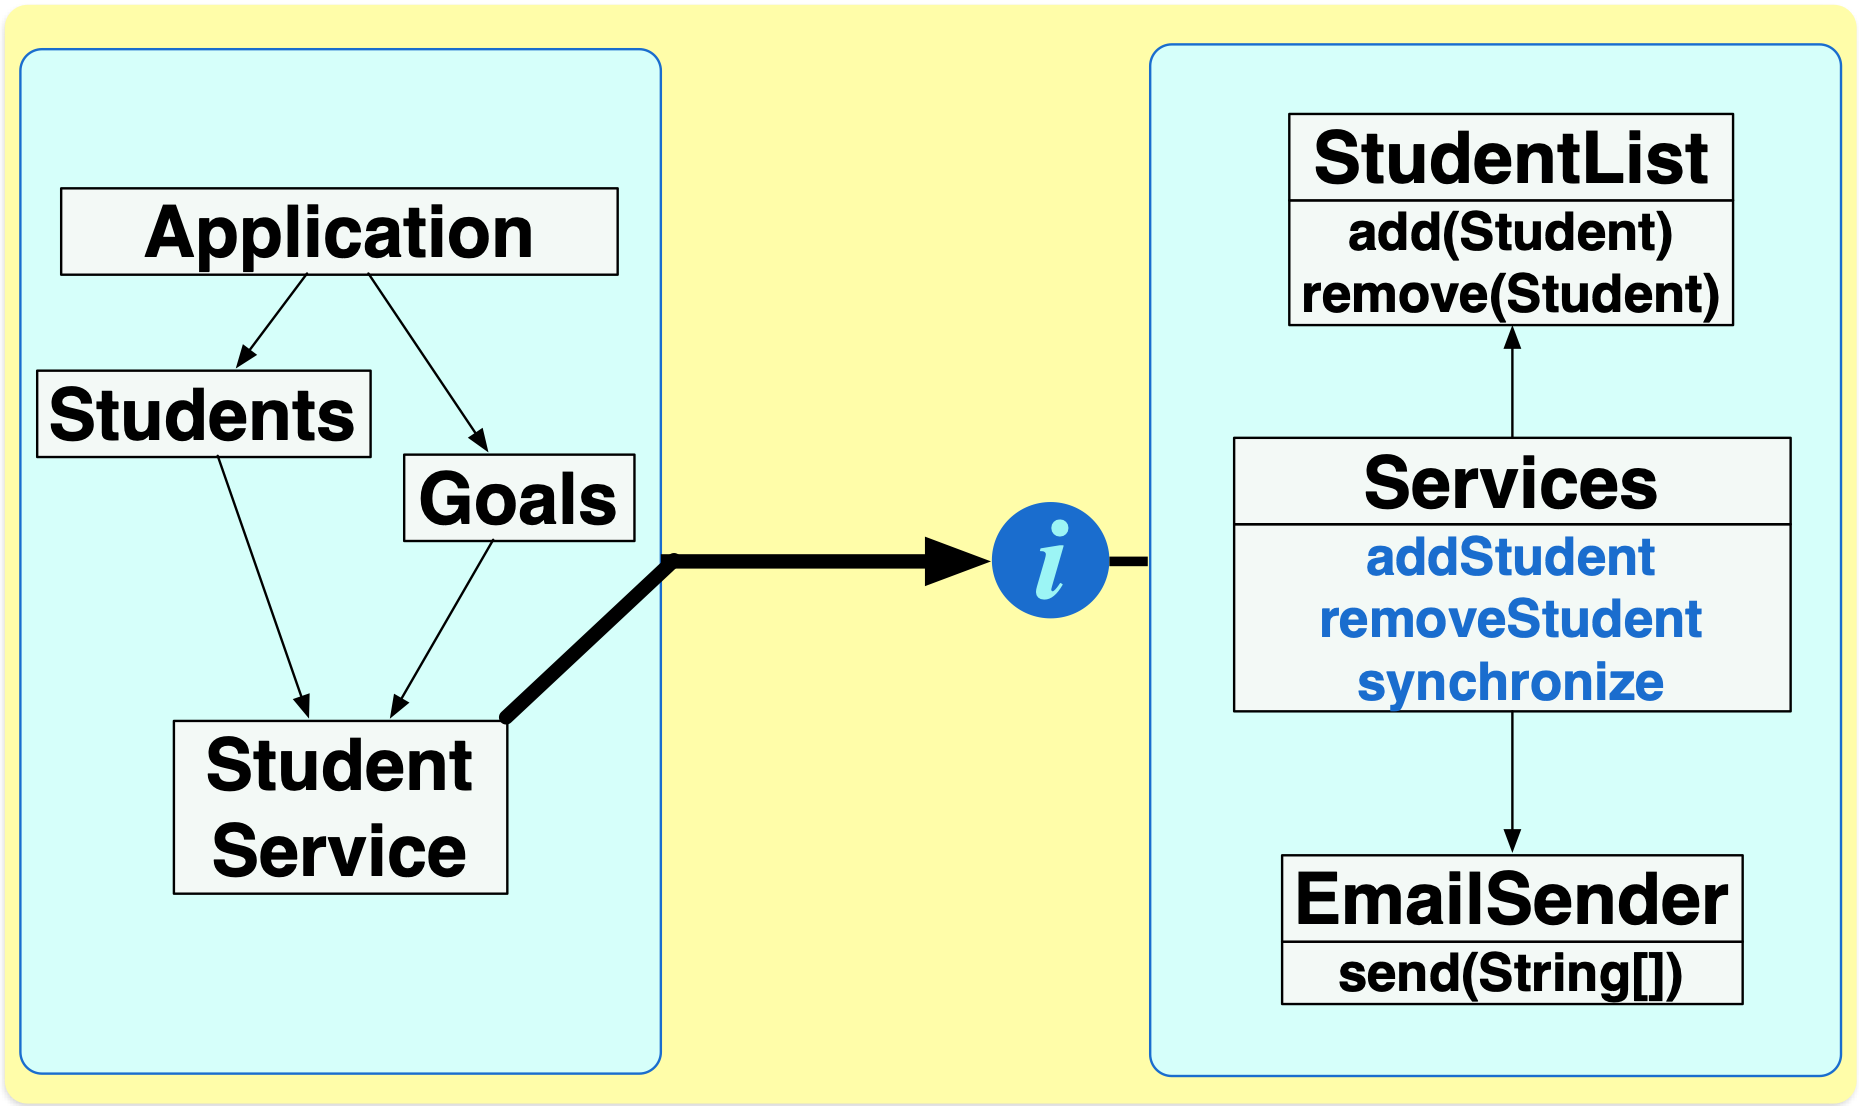 Application
Students
Goals
Student
Service
i
StudentList
add(Student)
remove(Student)
Services
addStudent
removeStudent
synchronize
EmailSender
send(String[])